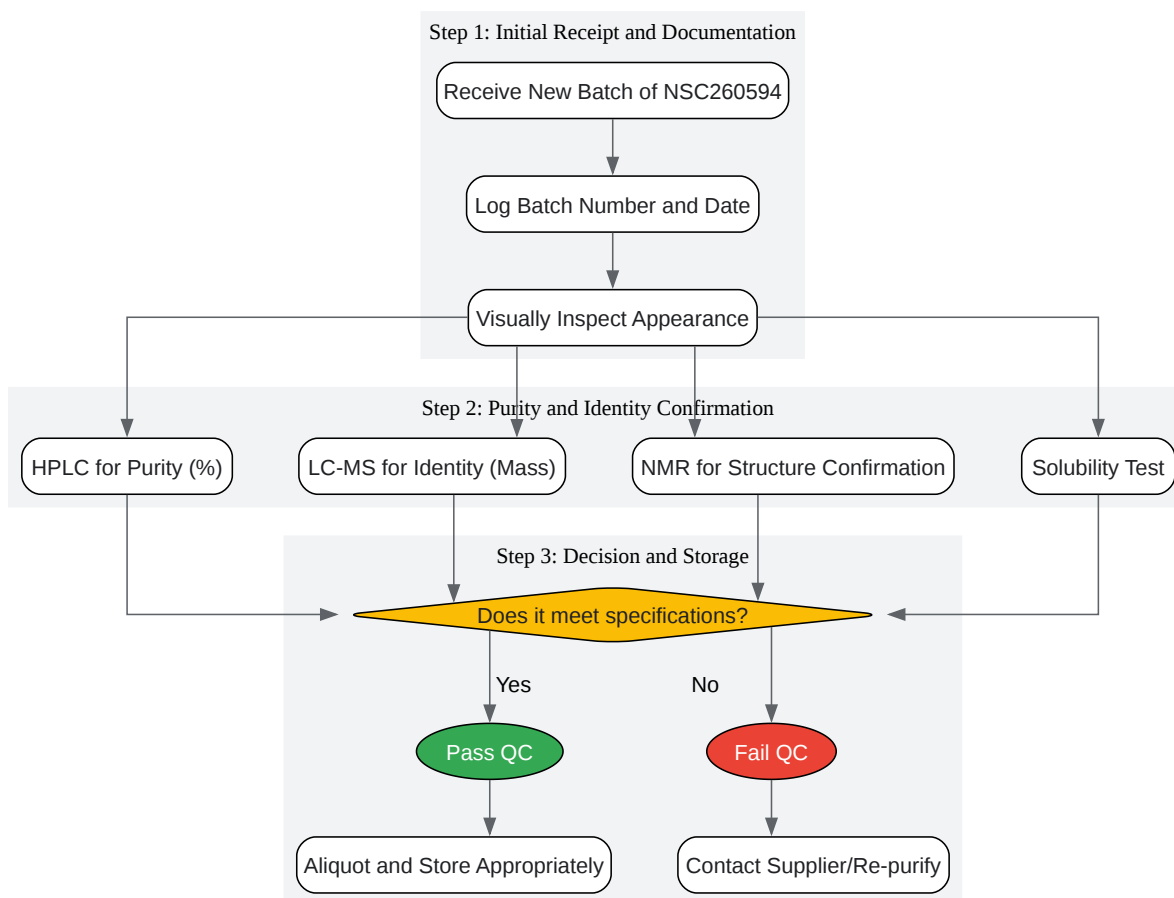 Step 1: Initial Receipt and Documentation
Receive New Batch of NSC260594
Log Batch Number and Date
Visually Inspect Appearance
Step 2: Purity and Identity Confirmation
HPLC for Purity (%)
LC-MS for Identity (Mass)
NMR for Structure Confirmation
Solubility Test
Step 3: Decision and Storage
Does it meet specifications?
Yes
No
Pass QC
Fail QC
Aliquot and Store Appropriately
Contact Supplier/Re-purify